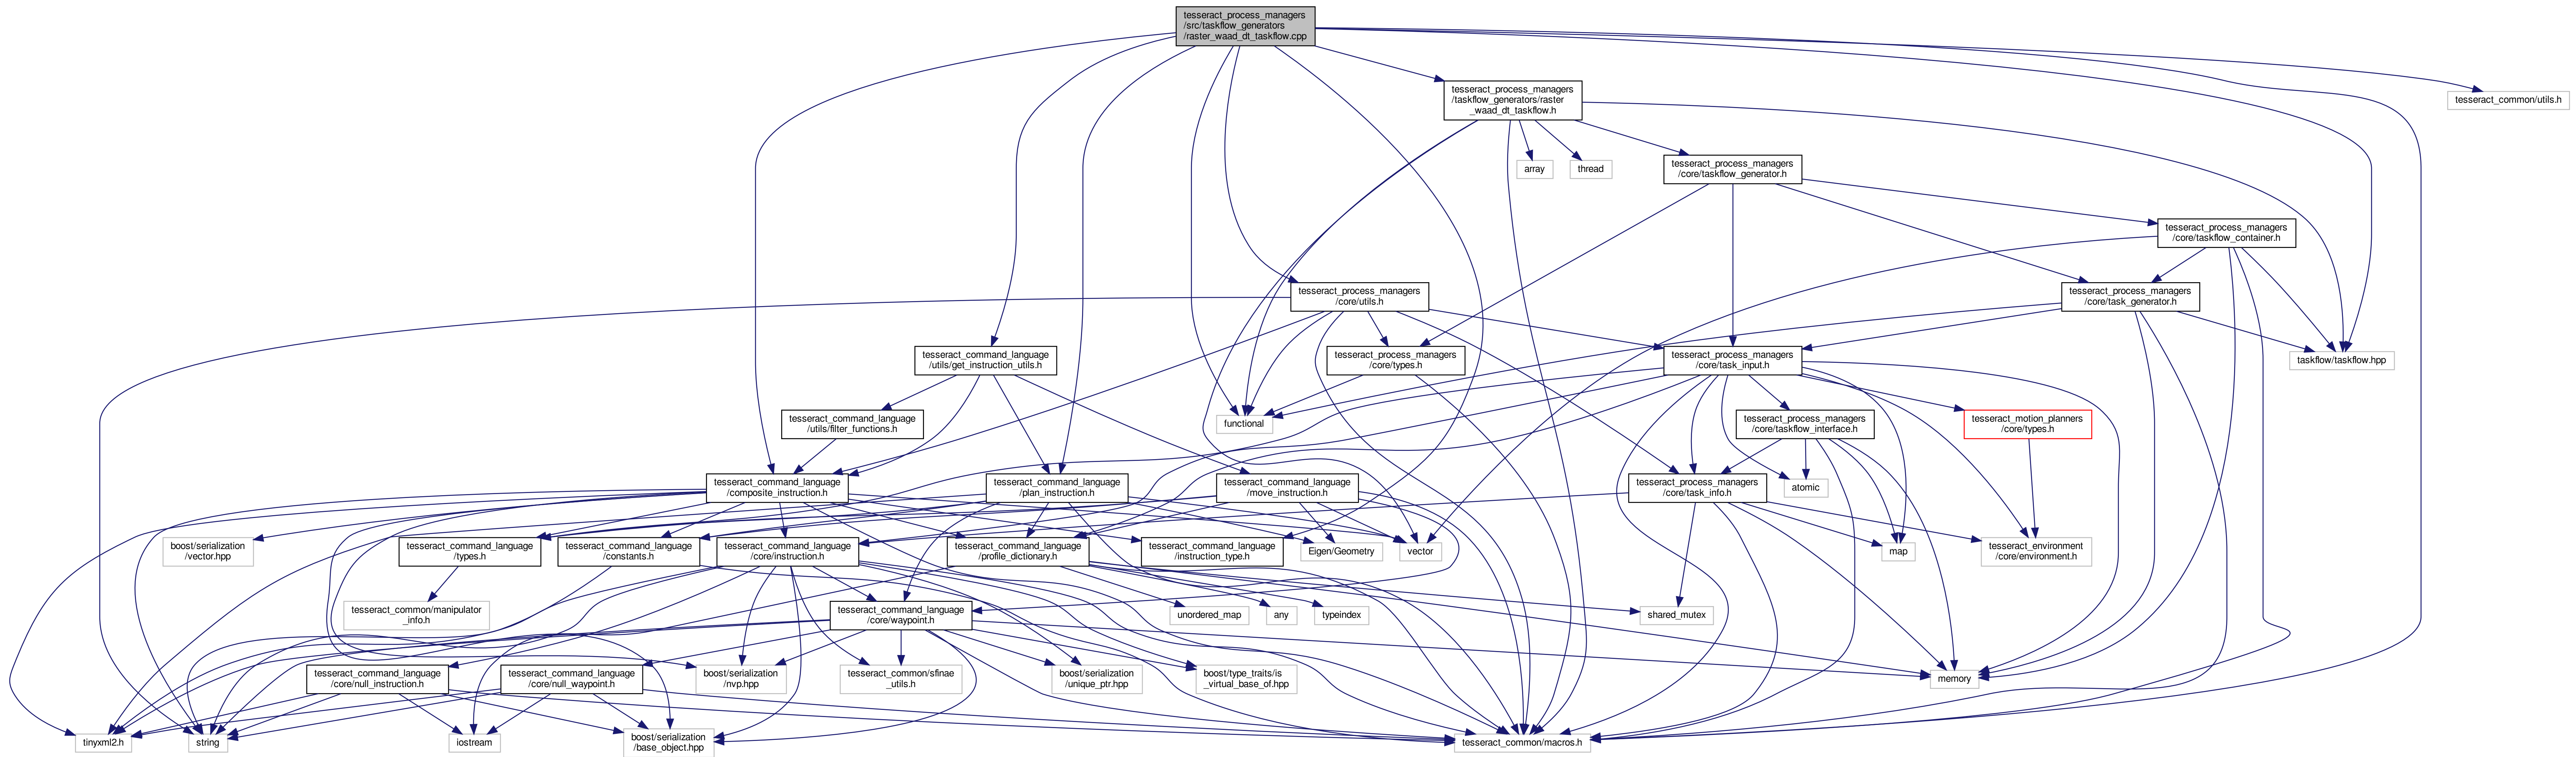 tesseract_process_managers
/src/taskflow_generators
/raster_waad_dt_taskflow.cpp
tesseract_process_managers
/taskflow_generators/raster
_waad_dt_taskflow.h
tesseract_common/utils.h
array
thread
tesseract_process_managers
/core/taskflow_generator.h
tesseract_process_managers
/core/taskflow_container.h
tesseract_process_managers
/core/utils.h
tesseract_process_managers
/core/task_generator.h
tesseract_command_language
/utils/get_instruction_utils.h
tesseract_process_managers
/core/types.h
tesseract_process_managers
/core/task_input.h
taskflow/taskflow.hpp
tesseract_command_language
/utils/filter_functions.h
functional
tesseract_process_managers
/core/taskflow_interface.h
tesseract_motion_planners
/core/types.h
tesseract_command_language
/composite_instruction.h
tesseract_command_language
/plan_instruction.h
tesseract_command_language
/move_instruction.h
tesseract_process_managers
/core/task_info.h
atomic
boost/serialization
/vector.hpp
tesseract_command_language
/types.h
tesseract_command_language
/constants.h
tesseract_command_language
/core/instruction.h
tesseract_command_language
/profile_dictionary.h
tesseract_command_language
/instruction_type.h
Eigen/Geometry
vector
map
tesseract_environment
/core/environment.h
tesseract_common/manipulator
_info.h
tesseract_command_language
/core/waypoint.h
unordered_map
any
typeindex
shared_mutex
tesseract_command_language
/core/null_instruction.h
tesseract_command_language
/core/null_waypoint.h
boost/serialization
/nvp.hpp
tesseract_common/sfinae
_utils.h
boost/serialization
/unique_ptr.hpp
boost/type_traits/is
_virtual_base_of.hpp
memory
tinyxml2.h
string
iostream
boost/serialization
/base_object.hpp
tesseract_common/macros.h